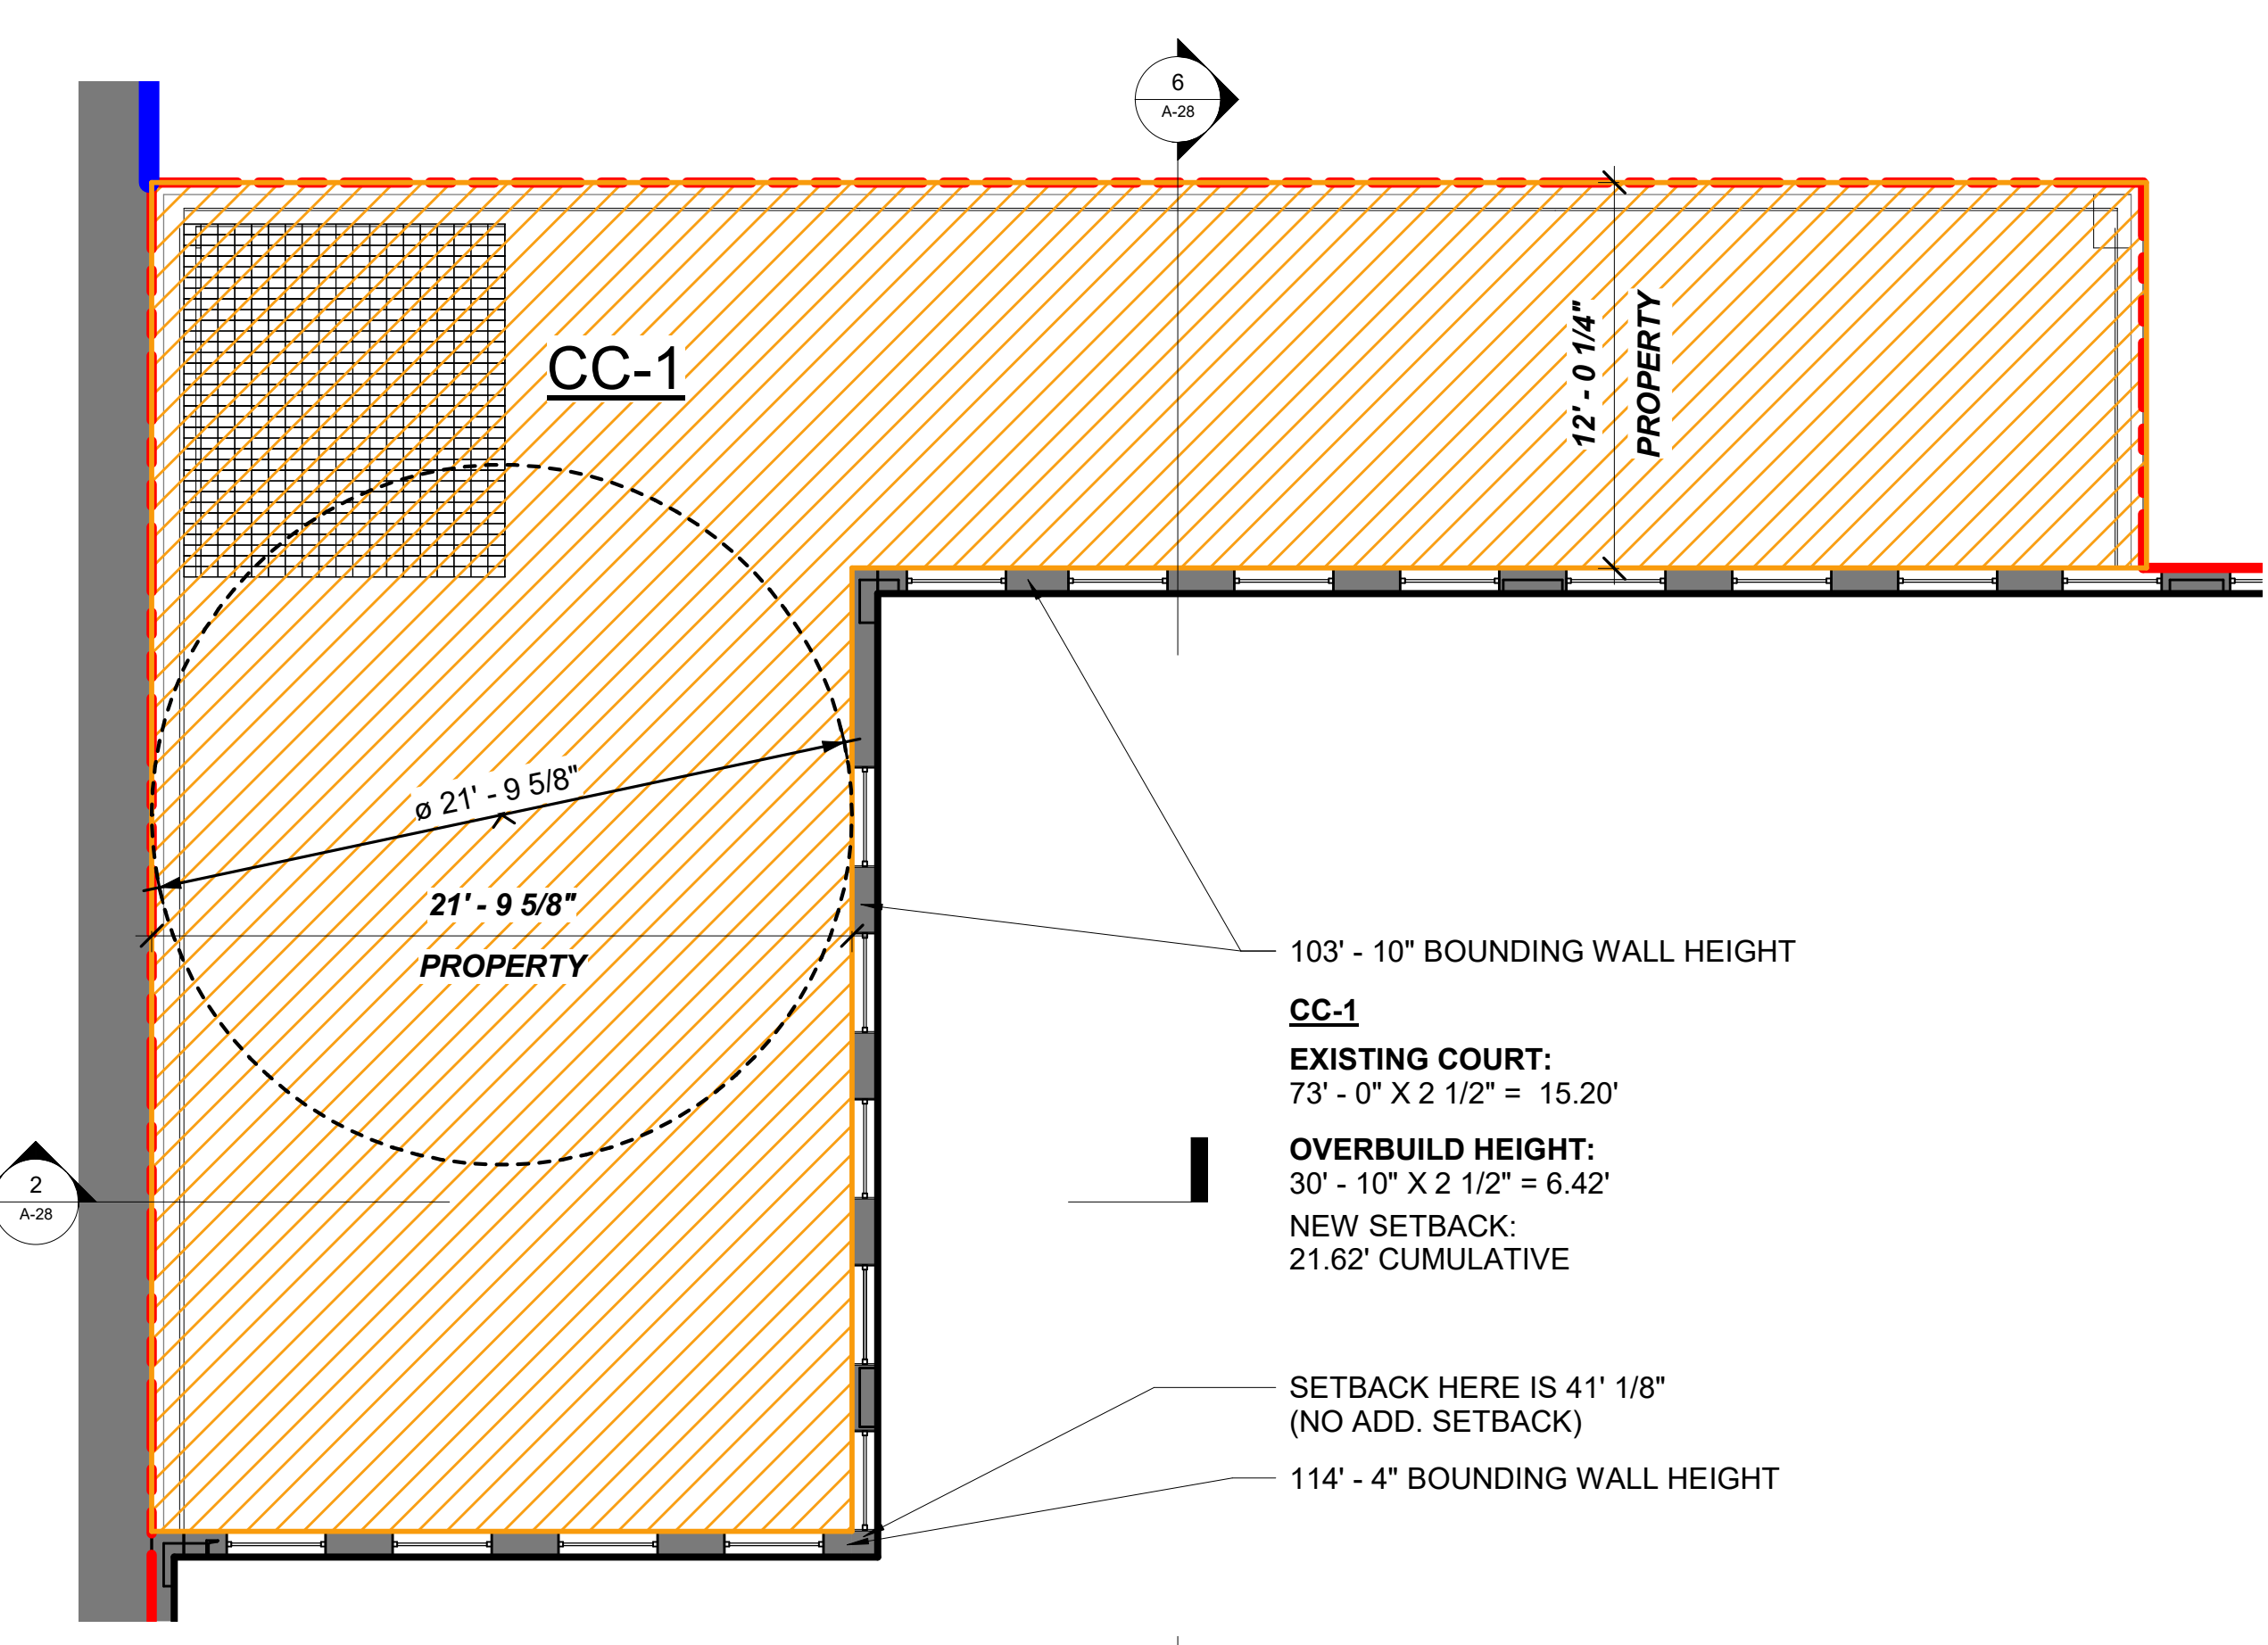 6
A-28
CC-1
12' - 0 1/4"
PROPERTY
ø 21' - 9 5/8"
21' - 9 5/8"
PROPERTY
103' - 10" BOUNDING WALL HEIGHT
CC-1
EXISTING COURT:
73' - 0" X 2 1/2" = 15.20'
OVERBUILD HEIGHT:
30' - 10" X 2 1/2" = 6.42'
NEW SETBACK:
21.62' CUMULATIVE
2
A-28
SETBACK HERE IS 41' 1/8"
(NO ADD. SETBACK)
114' - 4" BOUNDING WALL HEIGHT